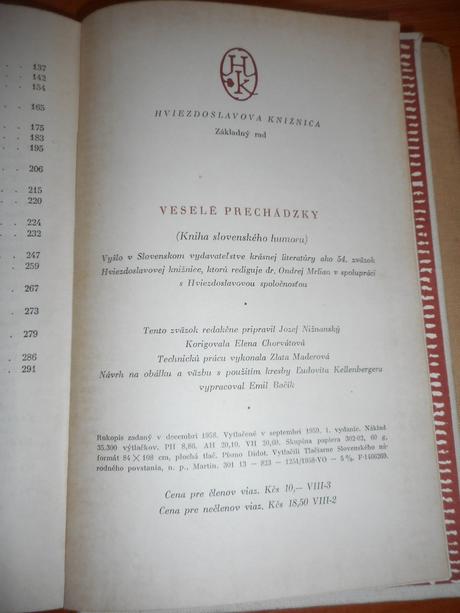 137
142
154
165
175
183
195
206
215
220
224
232
247
259
267
273
279
286
291
HK
HVIEZDOSLAVOVA KNIŽNICA
Základný rad
VESELÉ PRECHÁDZKY
(Kniha slovenského humoru)
Vyšlo v Slovenskom vydavateľstve krásnej literatúry ako 54. zväzok
Hviezdoslavovej knižnice, ktorú rediguje dr. Ondrej Mrlian v spolupráci
s Hviezdoslavovou spoločnosťou
•
Tento zväzok redakčne pripravil Jozef Nižnanský
Korigovala Elena Chorvátová
Technickú prácu vykonala Zlata Maderová
Návrh na obálku a väzbu s použitím kresby Ľudovíta Kellenbergera
vypracoval Emil Bačík
•
Rukopis zadaný v decembri 1958. Vytlačené v septembri 1959. 1. vydanie. Náklad
35.300 výtlačkov. PH 8,86, AH 20,10, VH 20,60. Skupina papiera 302-02, 60 g,
formát 84 × 108 cm, plochá tlač. Písmo Didot. Vytlačili Tlačiarne Slovenského ná-
rodného povstania, n. p., Martin. 301 13 — 823 — 1251/1958-VO — 5 %. F-1406269.
Cena pre členov viaz. Kčs 10,— VIII-3
Cena pre nečlenov viaz. Kčs 18,50 VIII-2